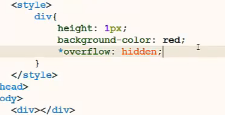 <style>
div{
height: 1px;
background-color: red;
*overflow: hidden;
}
</style>
head>
ody>
<div></div>